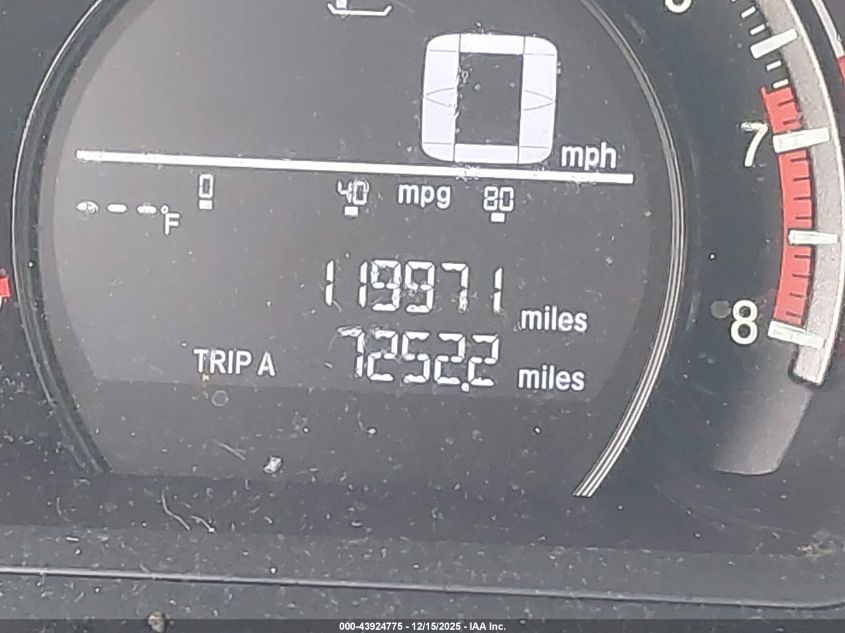 0 mph
0 40 mpg 80
°F
119971 miles
TRIP A 7252.2 miles
7
8
000-43924775 - 12/15/2025 - IAA Inc.